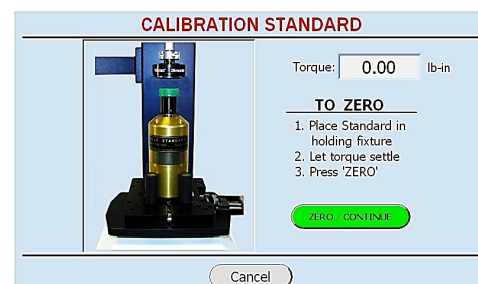 CALIBRATION STANDARD
Torque: 0.00 lb-in
TO ZERO
1. Place Standard in
holding fixture
2. Let torque settle
3. Press 'ZERO'
ZERO / CONTINUE
STANDARD
Cancel